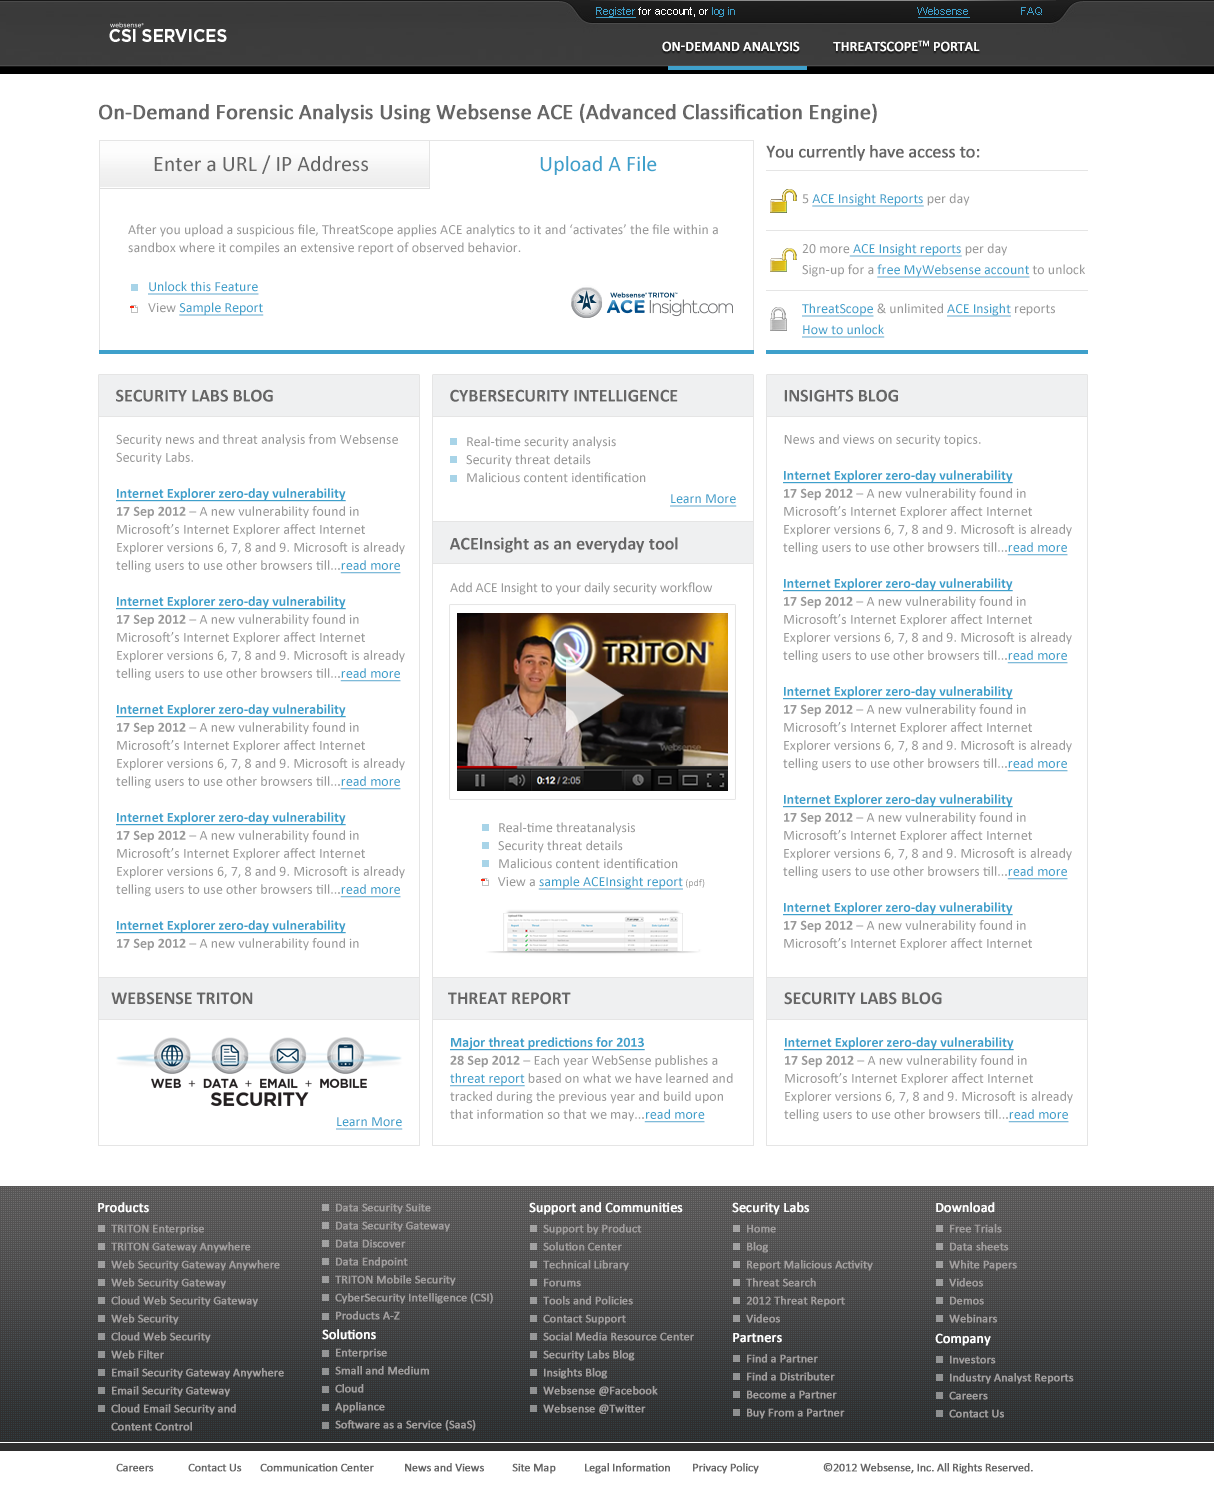 Register for account, or log in
Websense
FAQ
websense®
CSI SERVICES
ON-DEMAND ANALYSIS
THREATSCOPE™ PORTAL
On-Demand Forensic Analysis Using Websense ACE (Advanced Classification Engine)
Enter a URL / IP Address
Upload A File
After you upload a suspicious file, ThreatScope applies ACE analytics to it and ‘activates’ the file within a
sandbox where it compiles an extensive report of observed behavior.
Unlock this Feature
View Sample Report
Websense® TRITON™
ACE Insight.com
You currently have access to:
5 ACE Insight Reports per day
20 more ACE Insight reports per day
Sign-up for a free MyWebsense account to unlock
ThreatScope & unlimited ACE Insight reports
How to unlock
SECURITY LABS BLOG
Security news and threat analysis from Websense
Security Labs.
Internet Explorer zero-day vulnerability
17 Sep 2012 – A new vulnerability found in
Microsoft’s Internet Explorer affect Internet
Explorer versions 6, 7, 8 and 9. Microsoft is already
telling users to use other browsers till...read more
Internet Explorer zero-day vulnerability
17 Sep 2012 – A new vulnerability found in
Microsoft’s Internet Explorer affect Internet
Explorer versions 6, 7, 8 and 9. Microsoft is already
telling users to use other browsers till...read more
Internet Explorer zero-day vulnerability
17 Sep 2012 – A new vulnerability found in
Microsoft’s Internet Explorer affect Internet
Explorer versions 6, 7, 8 and 9. Microsoft is already
telling users to use other browsers till...read more
Internet Explorer zero-day vulnerability
17 Sep 2012 – A new vulnerability found in
Microsoft’s Internet Explorer affect Internet
Explorer versions 6, 7, 8 and 9. Microsoft is already
telling users to use other browsers till...read more
Internet Explorer zero-day vulnerability
17 Sep 2012 – A new vulnerability found in
CYBERSECURITY INTELLIGENCE
Real-time security analysis
Security threat details
Malicious content identification
Learn More
ACEInsight as an everyday tool
Add ACE Insight to your daily security workflow
TRITON™
websense
0:12 / 2:05
Real-time threatanalysis
Security threat details
Malicious content identification
View a sample ACEInsight report (pdf)
INSIGHTS BLOG
News and views on security topics.
Internet Explorer zero-day vulnerability
17 Sep 2012 – A new vulnerability found in
Microsoft’s Internet Explorer affect Internet
Explorer versions 6, 7, 8 and 9. Microsoft is already
telling users to use other browsers till...read more
Internet Explorer zero-day vulnerability
17 Sep 2012 – A new vulnerability found in
Microsoft’s Internet Explorer affect Internet
Explorer versions 6, 7, 8 and 9. Microsoft is already
telling users to use other browsers till...read more
Internet Explorer zero-day vulnerability
17 Sep 2012 – A new vulnerability found in
Microsoft’s Internet Explorer affect Internet
Explorer versions 6, 7, 8 and 9. Microsoft is already
telling users to use other browsers till...read more
Internet Explorer zero-day vulnerability
17 Sep 2012 – A new vulnerability found in
Microsoft’s Internet Explorer affect Internet
Explorer versions 6, 7, 8 and 9. Microsoft is already
telling users to use other browsers till...read more
Internet Explorer zero-day vulnerability
17 Sep 2012 – A new vulnerability found in
Microsoft’s Internet Explorer affect Internet
WEBSENSE TRITON
WEB + DATA + EMAIL + MOBILE
SECURITY
Learn More
THREAT REPORT
Major threat predictions for 2013
28 Sep 2012 – Each year WebSense publishes a
threat report based on what we have learned and
tracked during the previous year and build upon
that information so that we may...read more
SECURITY LABS BLOG
Internet Explorer zero-day vulnerability
17 Sep 2012 – A new vulnerability found in
Microsoft’s Internet Explorer affect Internet
Explorer versions 6, 7, 8 and 9. Microsoft is already
telling users to use other browsers till...read more
Products
TRITON Enterprise
TRITON Gateway Anywhere
Web Security Gateway Anywhere
Web Security Gateway
Cloud Web Security Gateway
Web Security
Cloud Web Security
Web Filter
Email Security Gateway Anywhere
Email Security Gateway
Cloud Email Security and
Content Control
Data Security Suite
Data Security Gateway
Data Discover
Data Endpoint
TRITON Mobile Security
CyberSecurity Intelligence (CSI)
Products A-Z
Solutions
Enterprise
Small and Medium
Cloud
Appliance
Software as a Service (SaaS)
Support and Communities
Support by Product
Solution Center
Technical Library
Forums
Tools and Policies
Contact Support
Social Media Resource Center
Security Labs Blog
Insights Blog
Websense @Facebook
Websense @Twitter
Security Labs
Home
Blog
Report Malicious Activity
Threat Search
2012 Threat Report
Videos
Partners
Find a Partner
Find a Distributer
Become a Partner
Buy From a Partner
Download
Free Trials
Data sheets
White Papers
Videos
Demos
Webinars
Company
Investors
Industry Analyst Reports
Careers
Contact Us
Careers
Contact Us
Communication Center
News and Views
Site Map
Legal Information
Privacy Policy
©2012 Websense, Inc. All Rights Reserved.